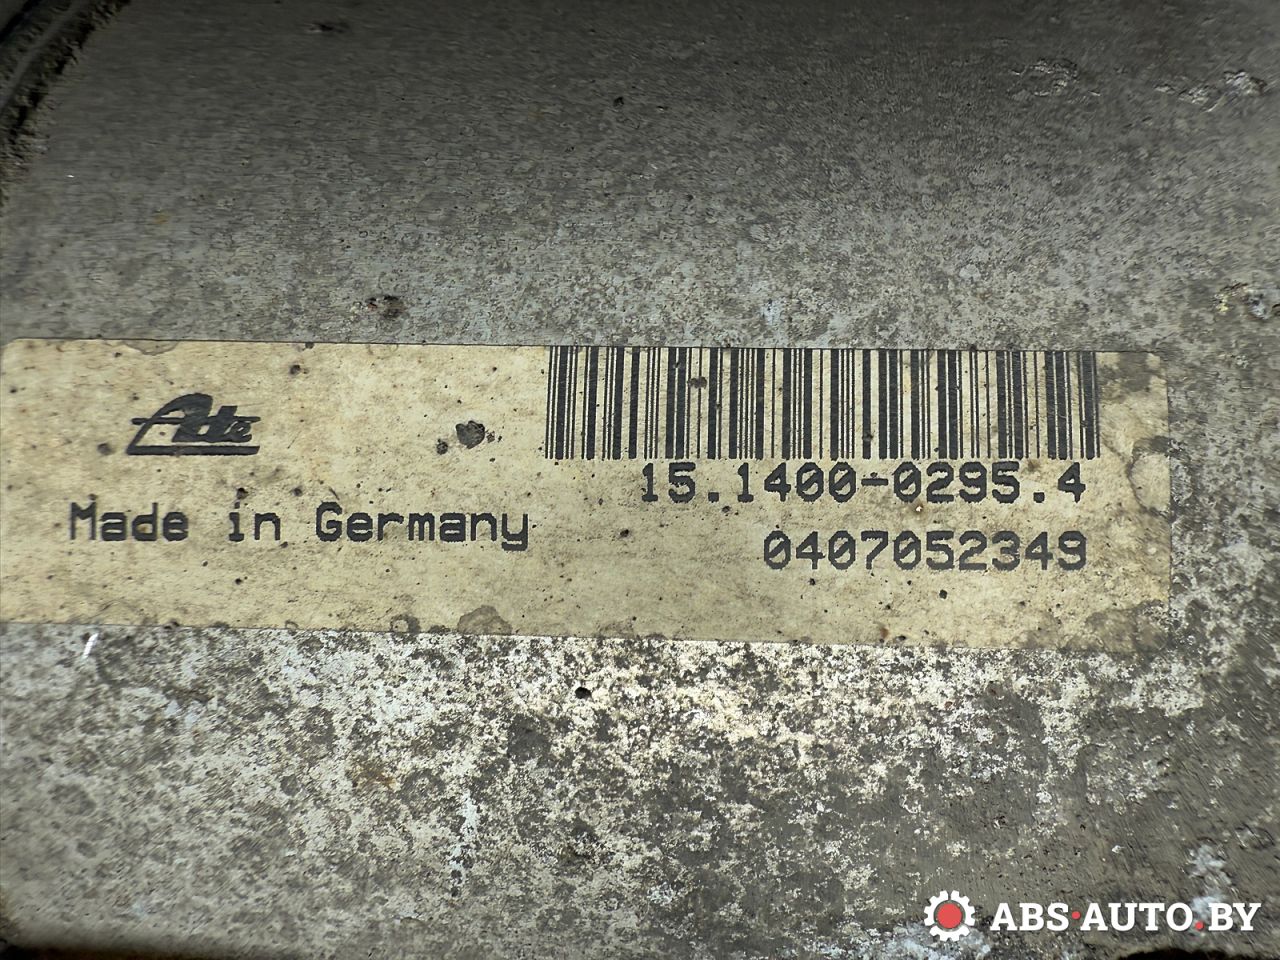 Ate
Made in Germany
15.1400-0295.4
0407052349
ABS-AUTO.BY